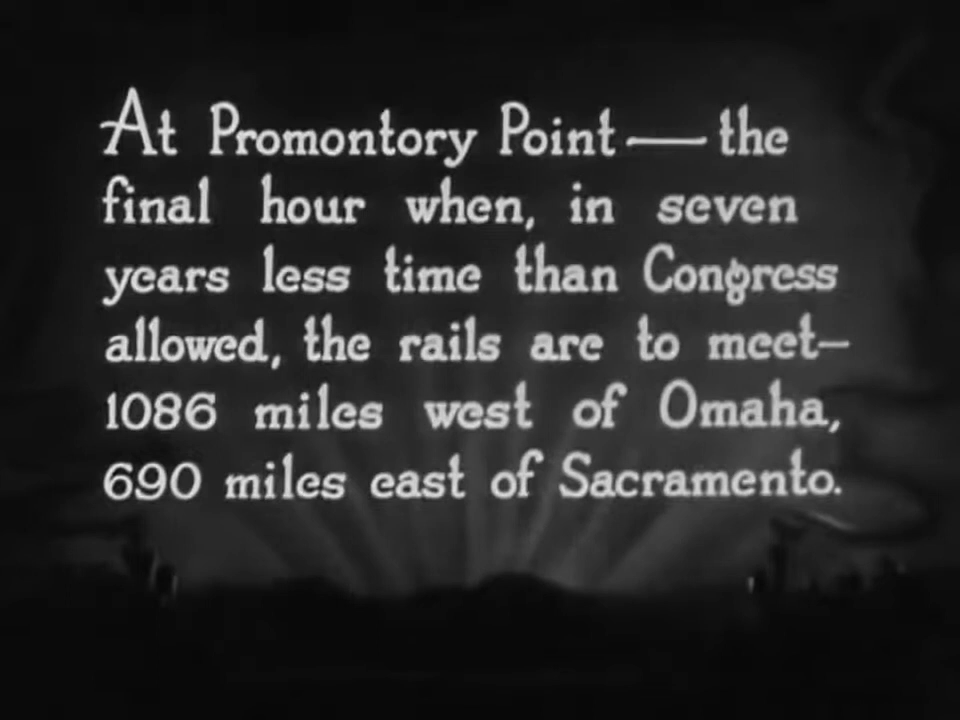 At Promontory Point — the
final hour when, in seven
years less time than Congress
allowed, the rails are to meet—
1086 miles west of Omaha,
690 miles east of Sacramento.